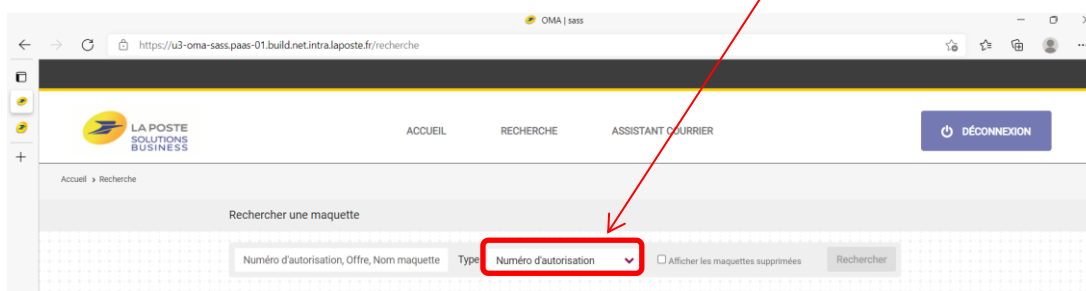 OMA | sass
https://u3-oma-sass.paas-01.build.net.intra.laposte.fr/recherche
LA POSTE
SOLUTIONS
BUSINESS
ACCUEIL RECHERCHE ASSISTANT COURRIER DÉCONNEXION
Accueil > Recherche
Rechercher une maquette
Numéro d'autorisation, Offre, Nom maquette Type Numéro d'autorisation Afficher les maquettes supprimées Rechercher